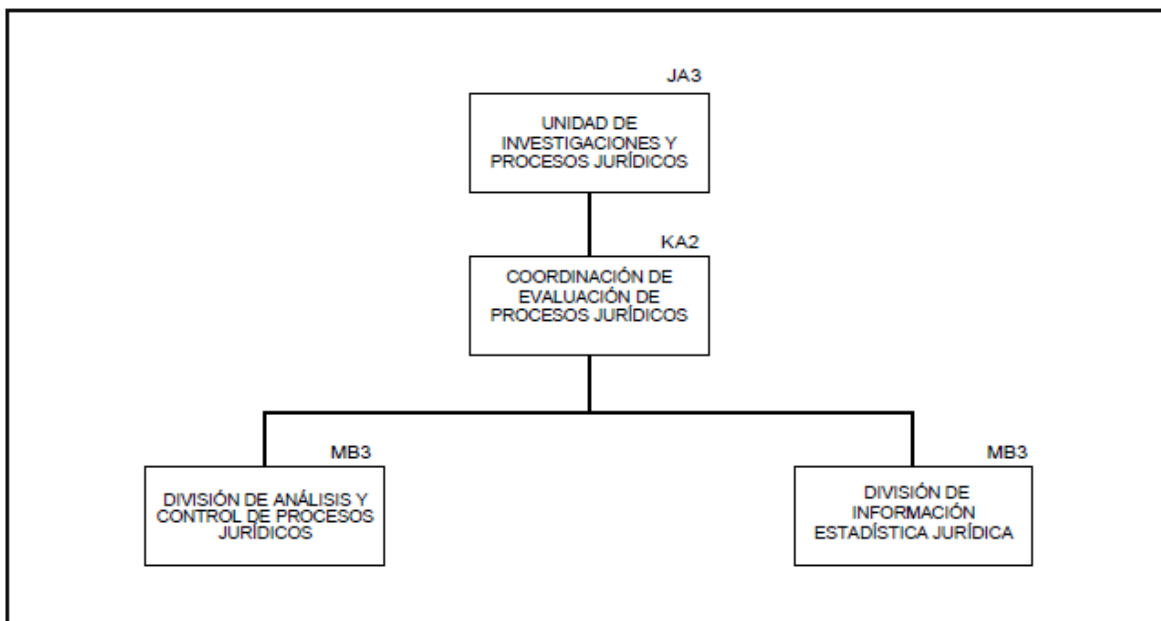 JA3
UNIDAD DE
INVESTIGACIONES Y
PROCESOS JURÍDICOS
KA2
COORDINACIÓN DE
EVALUACIÓN DE
PROCESOS JURÍDICOS
MB3
DIVISIÓN DE ANÁLISIS Y
CONTROL DE PROCESOS
JURÍDICOS
MB3
DIVISIÓN DE
INFORMACIÓN
ESTADÍSTICA JURÍDICA